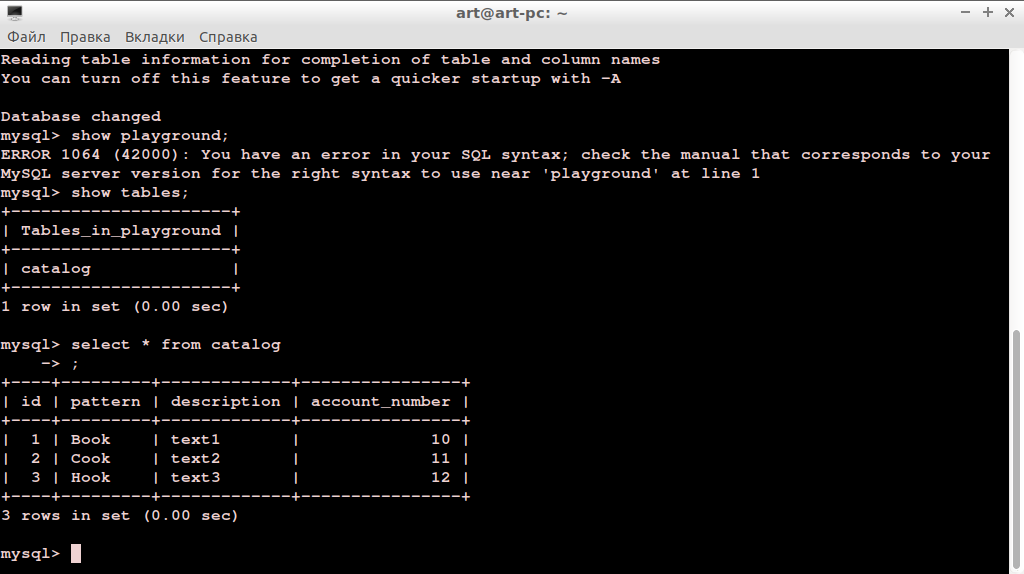 art@art-pc: ~
Файл Правка Вкладки Справка
Reading table information for completion of table and column names
You can turn off this feature to get a quicker startup with -A
Database changed
mysql> show playground;
ERROR 1064 (42000): You have an error in your SQL syntax; check the manual that corresponds to your
MySQL server version for the right syntax to use near 'playground' at line 1
mysql> show tables;
+----------------------+
| Tables_in_playground |
+----------------------+
| catalog              |
+----------------------+
1 row in set (0.00 sec)
mysql> select * from catalog
    -> ;
+----+---------+-------------+----------------+
| id | pattern | description | account_number |
+----+---------+-------------+----------------+
|  1 | Book    | text1       |             10 |
|  2 | Cook    | text2       |             11 |
|  3 | Hook    | text3       |             12 |
+----+---------+-------------+----------------+
3 rows in set (0.00 sec)
mysql>